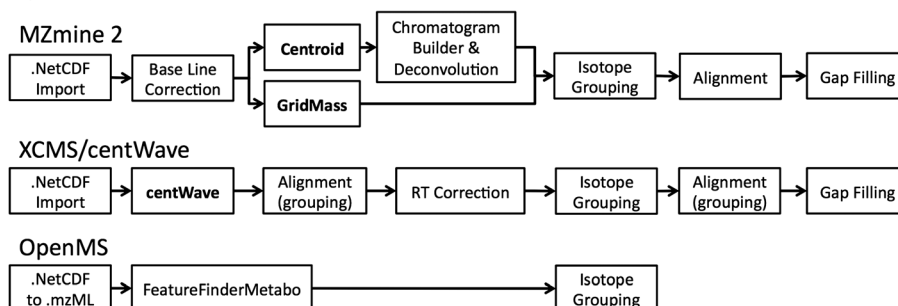 MZmine 2
.NetCDF
Import
Base Line
Correction
Centroid
Chromatogram
Builder &
Deconvolution
GridMass
Isotope
Grouping
Alignment
Gap Filling
XCMS/centWave
.NetCDF
Import
centWave
Alignment
(grouping)
RT Correction
Isotope
Grouping
Alignment
(grouping)
Gap Filling
OpenMS
.NetCDF
to .mzML
FeatureFinderMetabo
Isotope
Grouping